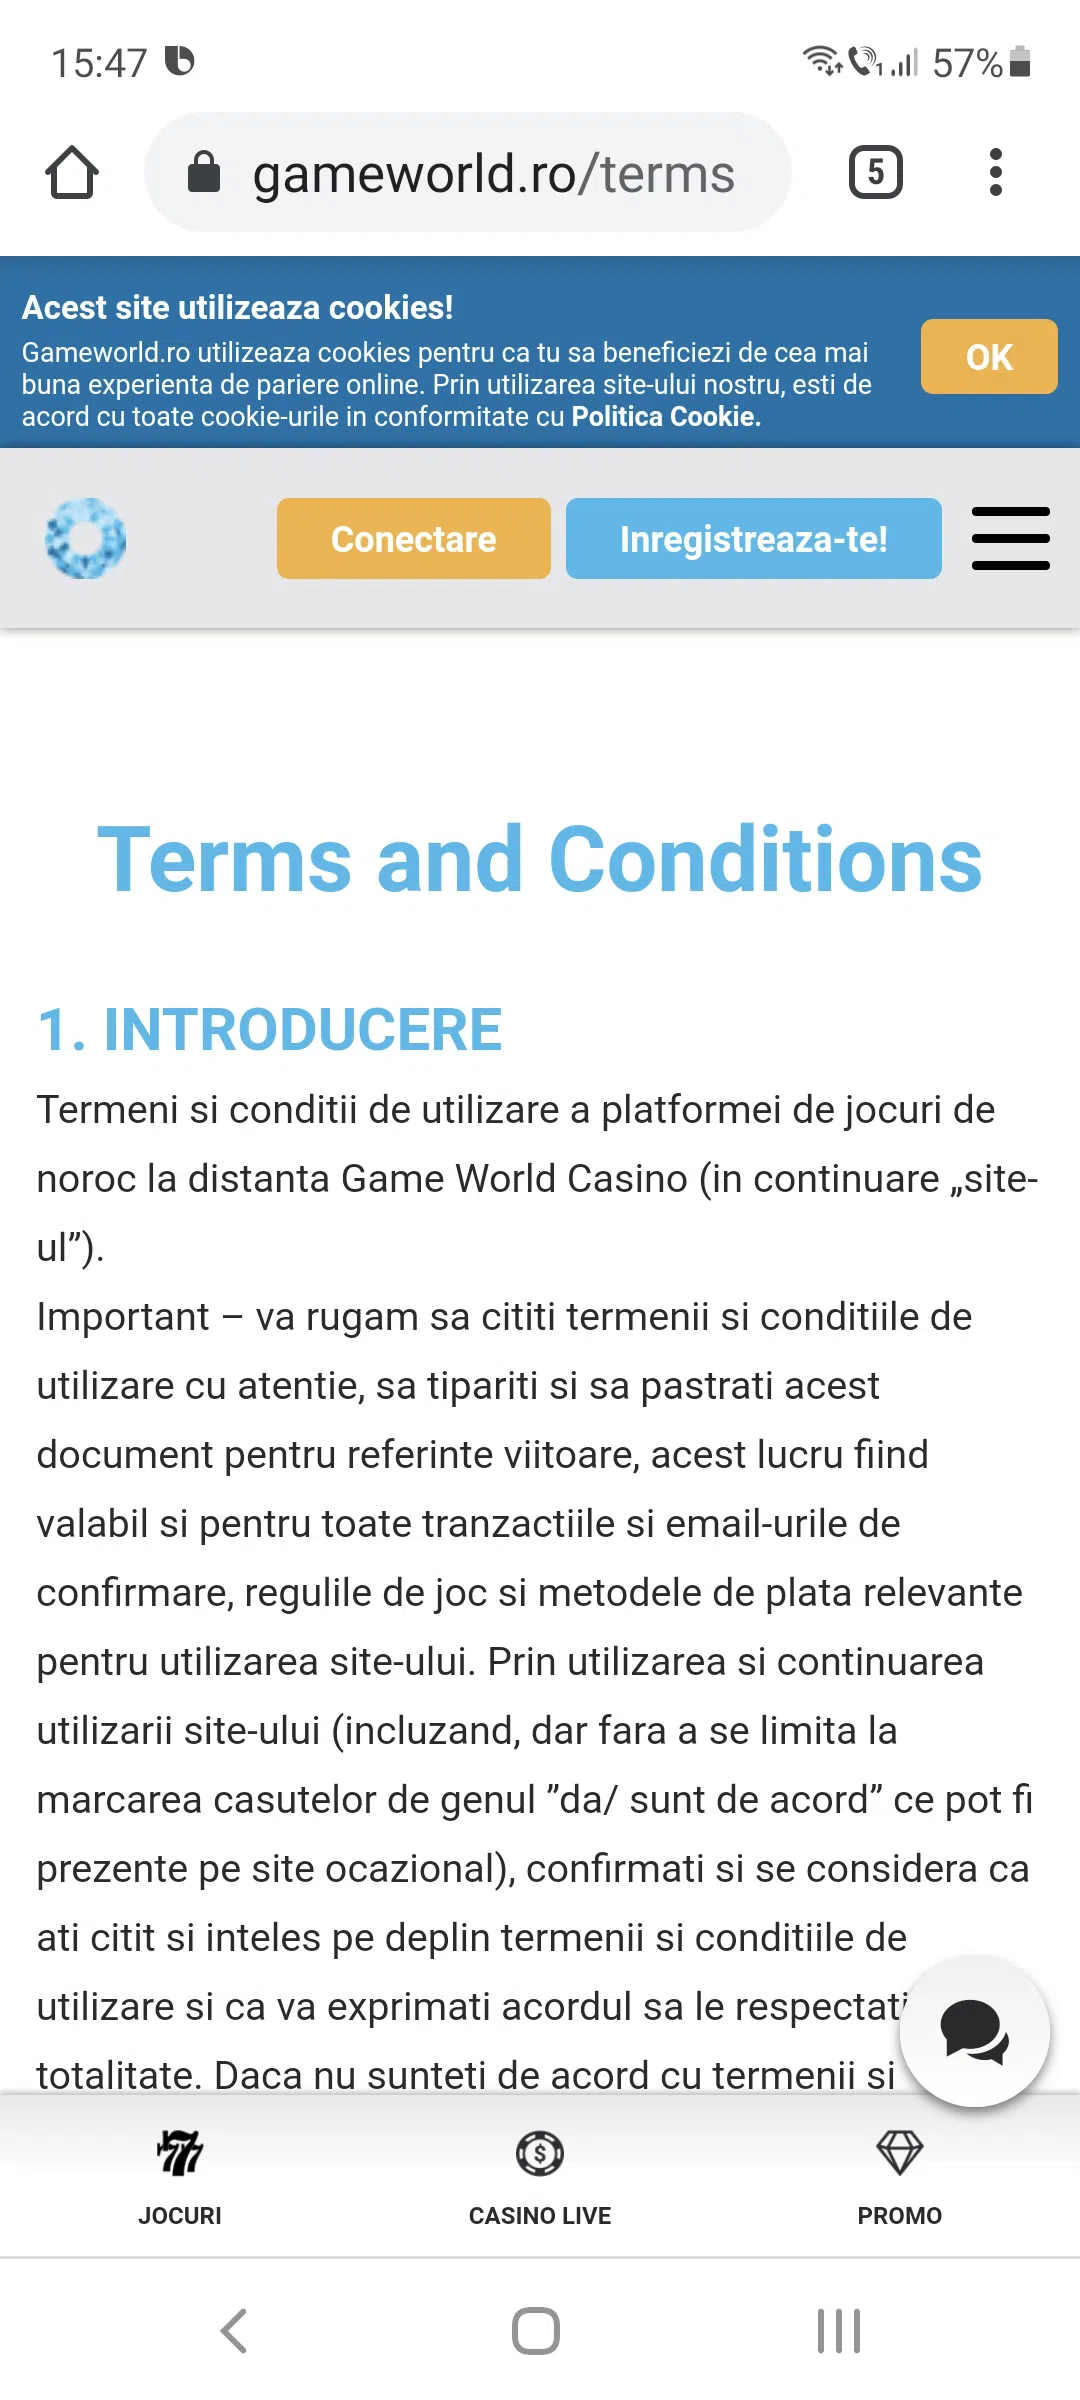 15:47
1
57%
gameworld.ro/terms
5
Acest site utilizeaza cookies!
Gameworld.ro utilizeaza cookies pentru ca tu sa beneficiezi de cea mai
buna experienta de pariere online. Prin utilizarea site-ului nostru, esti de
acord cu toate cookie-urile in conformitate cu Politica Cookie.
OK
Conectare
Inregistreaza-te!
Terms and Conditions
1. INTRODUCERE
Termeni si conditii de utilizare a platformei de jocuri de
noroc la distanta Game World Casino (in continuare „site-
ul”).
Important – va rugam sa cititi termenii si conditiile de
utilizare cu atentie, sa tipariti si sa pastrati acest
document pentru referinte viitoare, acest lucru fiind
valabil si pentru toate tranzactiile si email-urile de
confirmare, regulile de joc si metodele de plata relevante
pentru utilizarea site-ului. Prin utilizarea si continuarea
utilizarii site-ului (incluzand, dar fara a se limita la
marcarea casutelor de genul ”da/ sunt de acord” ce pot fi
prezente pe site ocazional), confirmati si se considera ca
ati citit si inteles pe deplin termenii si conditiile de
utilizare si ca va exprimati acordul sa le respectati
totalitate. Daca nu sunteti de acord cu termenii si
777
$
JOCURI
CASINO LIVE
PROMO